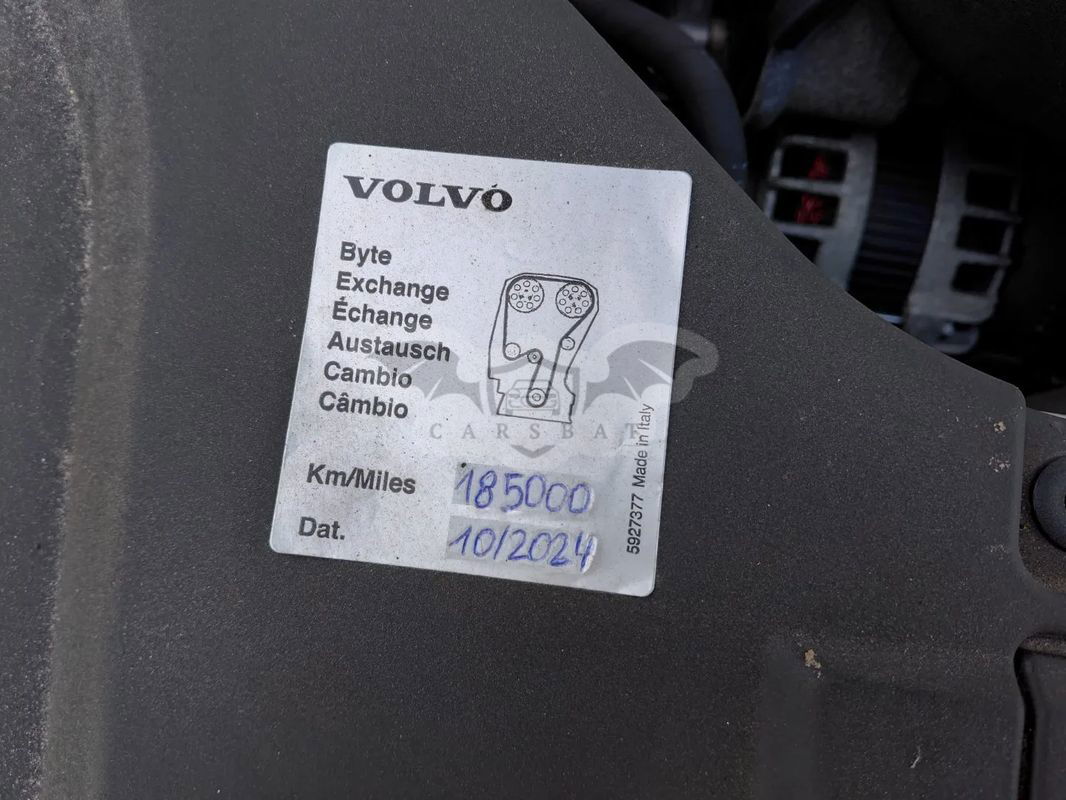 VOLVO
Byte
Exchange
Échange
Austausch
Cambio
Câmbio
CARSBAT
Km/Miles 185000
Dat. 10/2024
5927377 Made in Italy